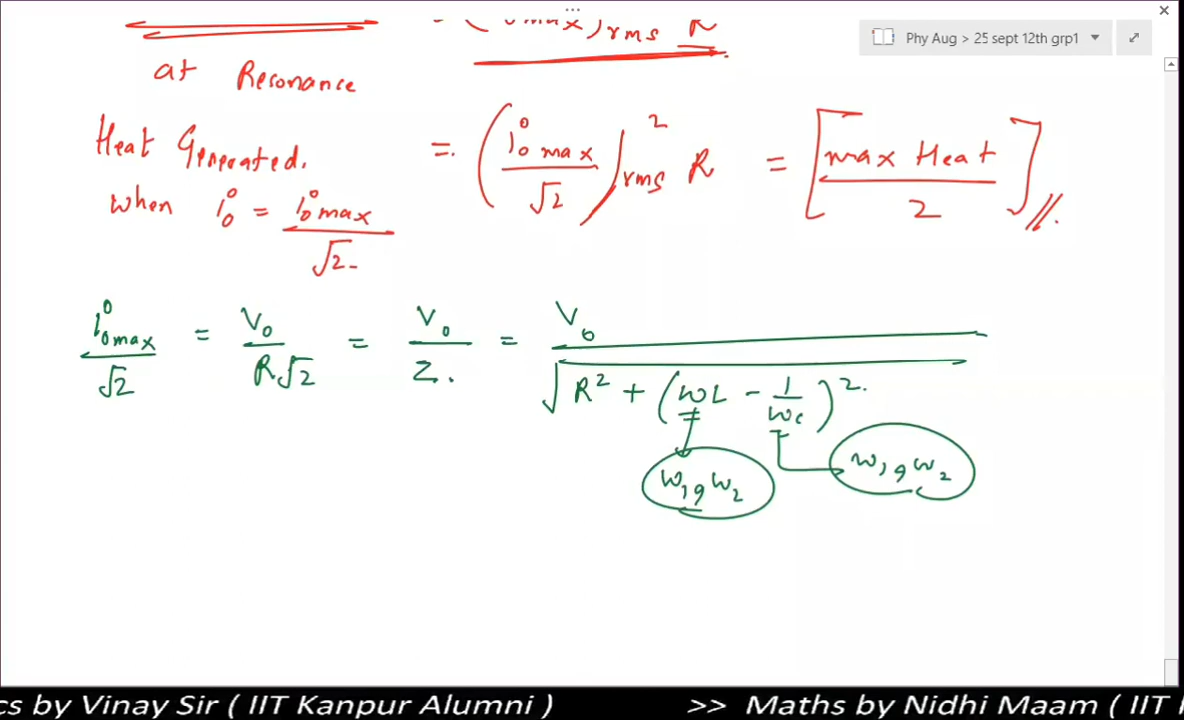 Phy Aug > 25 sept 12th grp1
= (i₀max)rms R
at Resonance
Heat Generated. =. (i₀max/√2)²rms R = [max Heat/2]
when i₀ = i₀max/√2
i₀max/√2 = V₀/R√2 = V₀/Z. = V₀/√R² + (ωL - 1/ωc)².
ω₁, ω₂ ω₁, ω₂
cs by Vinay Sir ( IIT Kanpur Alumni ) >> Maths by Nidhi Maam ( IIT